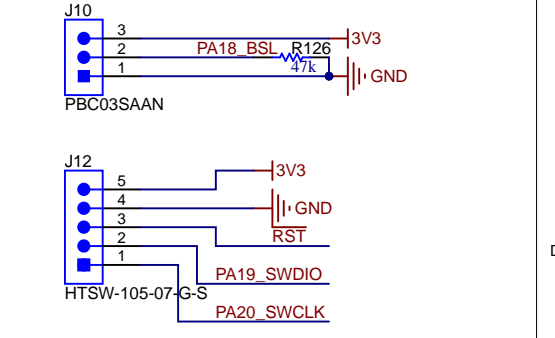 J10
3
3V3
2
PA18_BSL
R126
47k
1
GND
PBC03SAAN
J12
5
3V3
4
GND
3
RST
2
PA19_SWDIO
1
HTSW-105-07-G-S
PA20_SWCLK